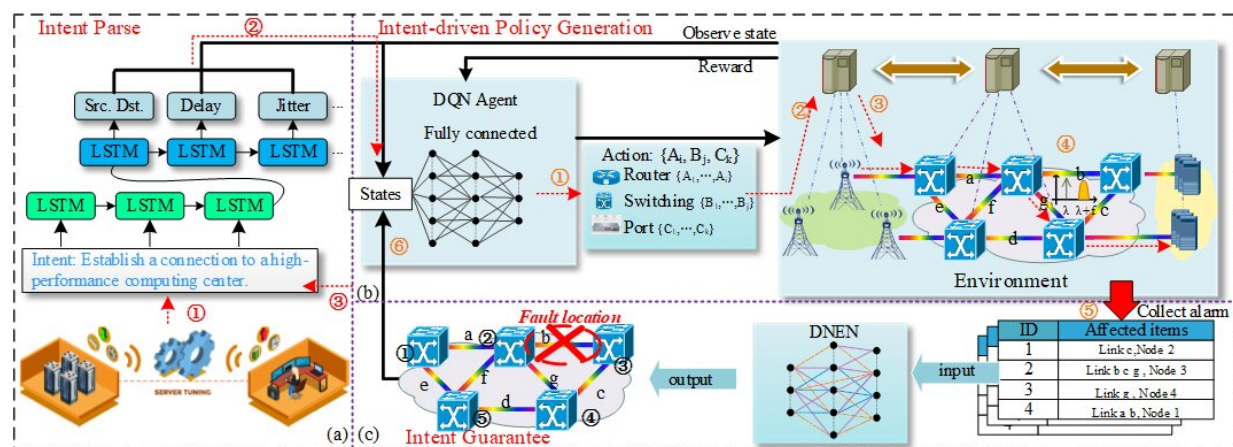 Intent Parse
②
Src. Dst.
Delay
Jitter
...
LSTM
LSTM
LSTM
...
LSTM
LSTM
LSTM
Intent: Establish a connection to a high-
performance computing center.
③
①
SERVER TUNING
(a)
Intent-driven Policy Generation
Observe state
Reward
DQN Agent
Fully connected
States
①
⑥
Action: {Aᵢ, Bⱼ, Cₖ}
Router {A₁,···,Aᵢ}
Switching {B₁,···,Bⱼ}
Port {C₁,···,Cₖ}
②
③
④
a
b
e
f
g
c
d
λ
λ+f
Environment
(b)
⑤
Collect alarm
ID
Affected items
1
Link c,Node 2
2
Link b c g , Node 3
3
Link g , Node 4
4
Link a b, Node 1
input
DNEN
output
Fault location
①
a
②
b
③
e
f
g
c
⑤
d
④
Intent Guarantee
(c)